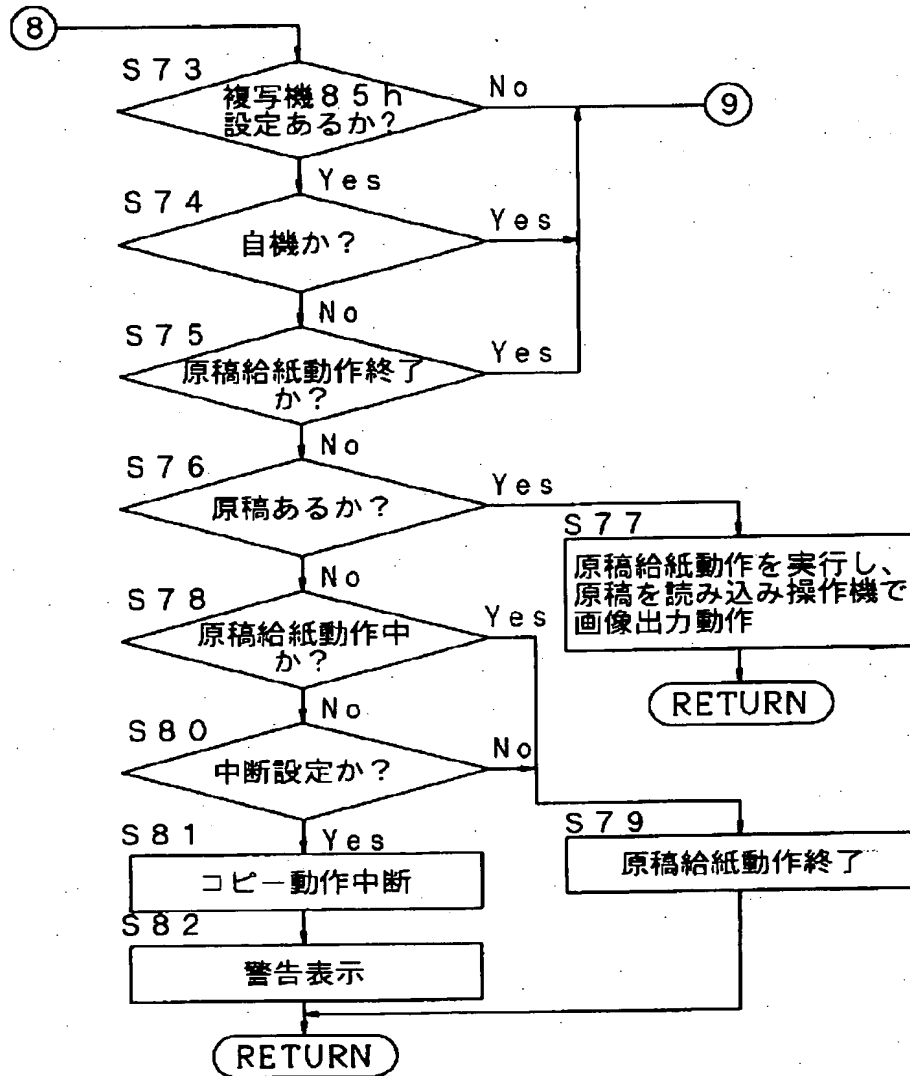 8
S73
複写機85h
設定あるか?
No
9
Yes
S74
自機か?
Yes
No
S75
原稿給紙動作終了
か?
Yes
No
S76
原稿あるか?
Yes
S77
原稿給紙動作を実行し、
原稿を読み込み操作機で
画像出力動作
RETURN
No
S78
原稿給紙動作中
か?
Yes
No
S80
中断設定か?
No
S79
原稿給紙動作終了
Yes
S81
コピー動作中断
S82
警告表示
RETURN